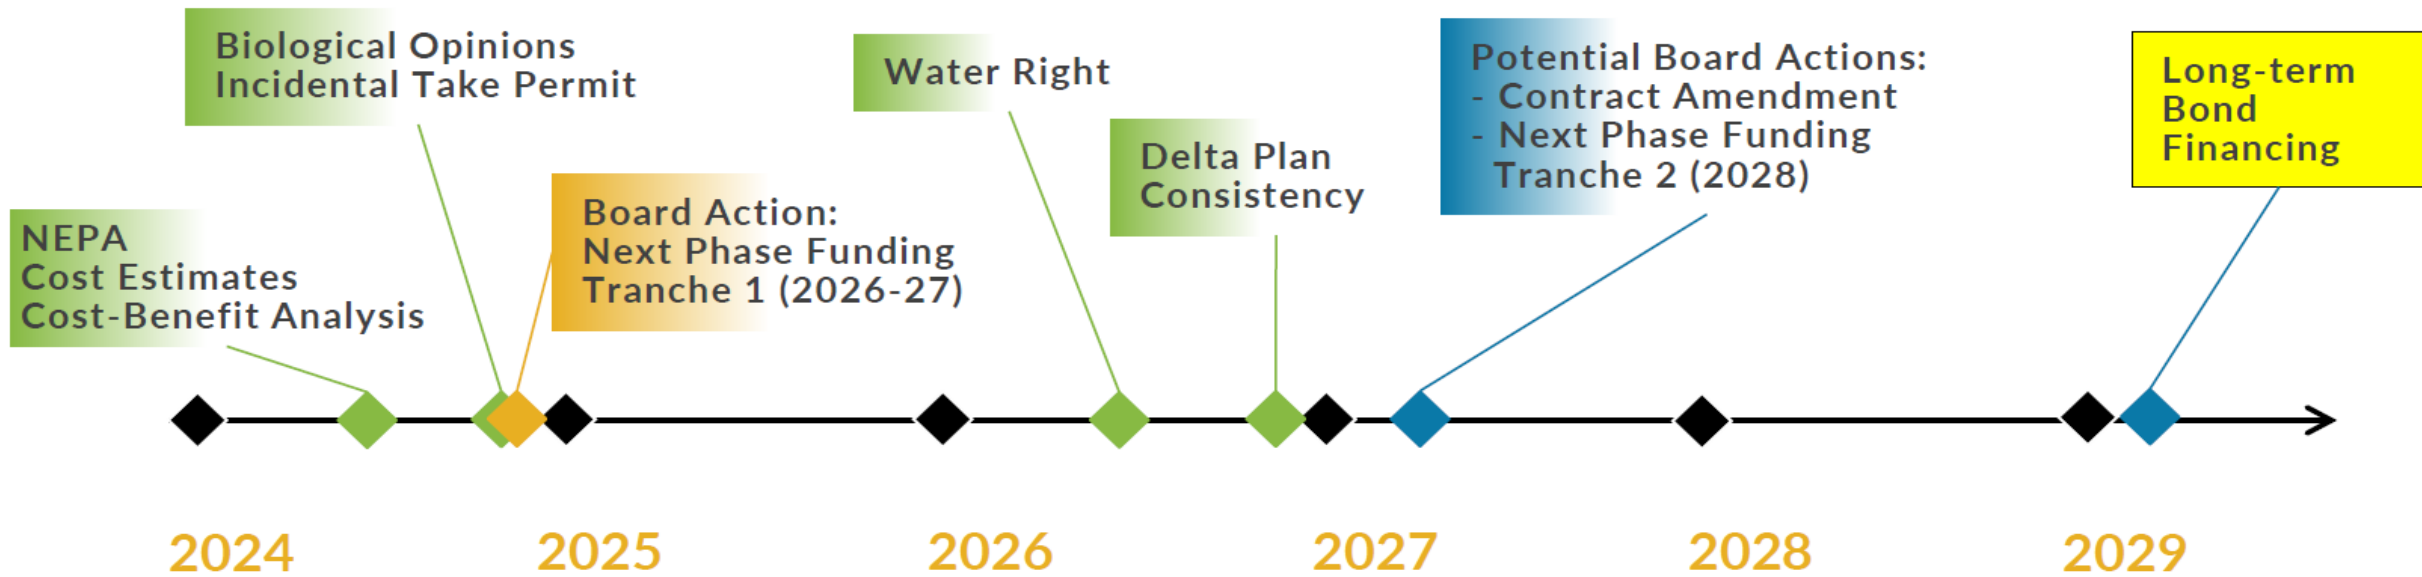 NEPA
Cost Estimates
Cost-Benefit Analysis
Biological Opinions
Incidental Take Permit
Board Action:
Next Phase Funding
Tranche 1 (2026-27)
Water Right
Delta Plan
Consistency
Potential Board Actions:
- Contract Amendment
- Next Phase Funding
Tranche 2 (2028)
Long-term
Bond
Financing
2024
2025
2026
2027
2028
2029